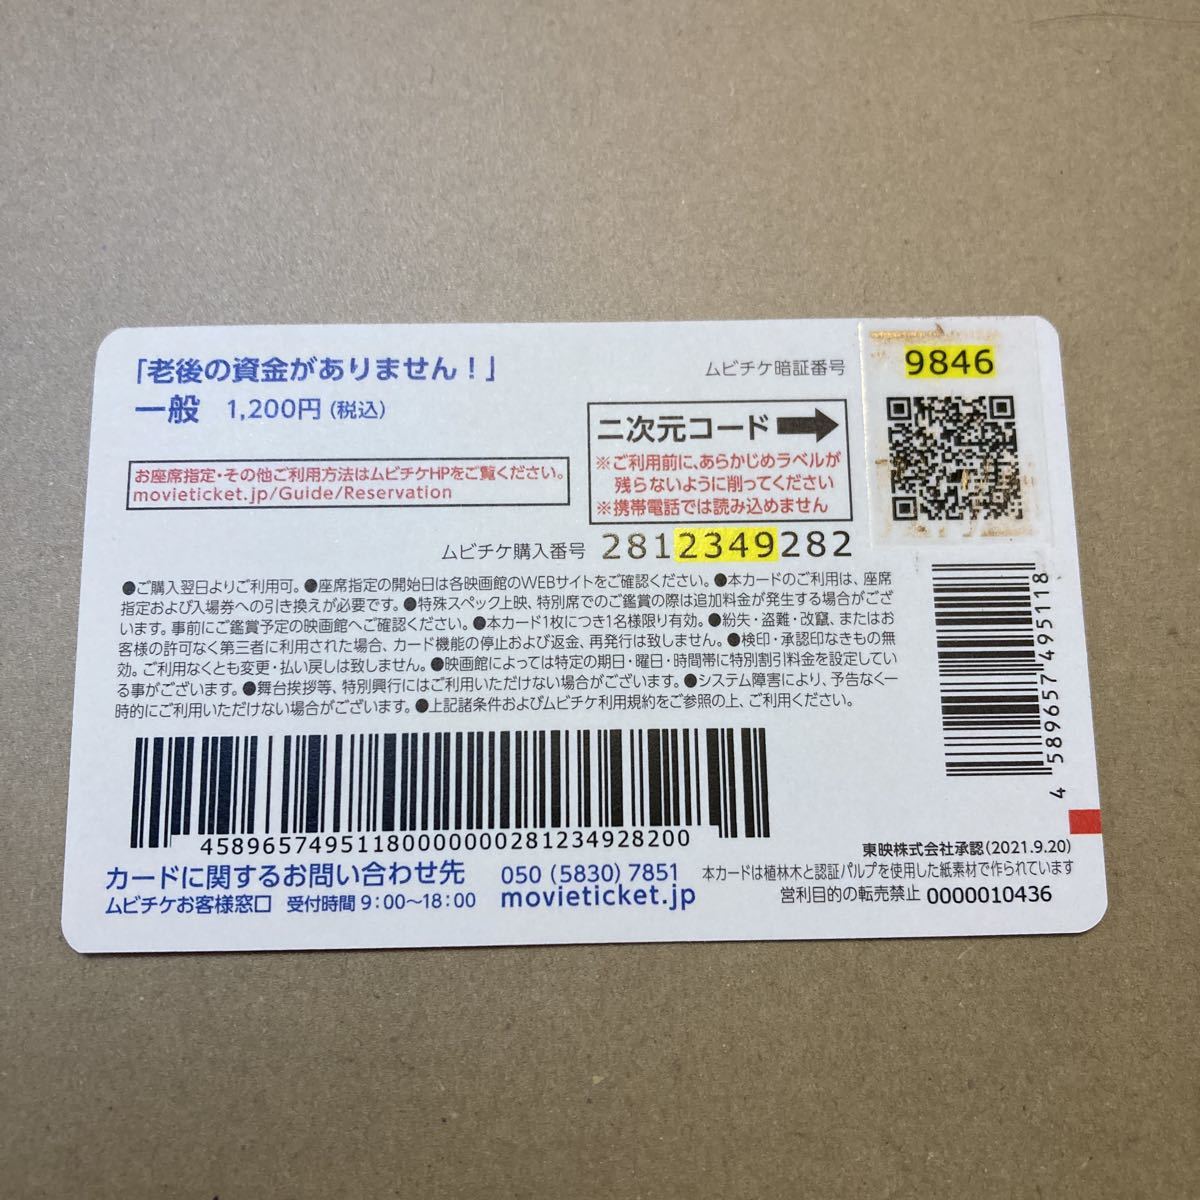 「老後の資金がありません！」
一般 1,200円(税込)
お座席指定・その他ご利用方法はムビチケHPをご覧ください。
movieticket.jp/Guide/Reservation
ムビチケ暗証番号 9846
二次元コード
※ご利用前に、あらかじめラベルが
残らないように削ってください
※携帯電話では読み込めません
ムビチケ購入番号 2812349282
●ご購入翌日よりご利用可。●座席指定の開始日は各映画館のWEBサイトをご確認ください。●本カードのご利用は、座席
指定および入場券への引き換えが必要です。●特殊スペック上映、特別席でのご鑑賞の際は追加料金が発生する場合がござ
います。事前にご鑑賞予定の映画館へご確認ください。●本カード1枚につき1名様限り有効。●紛失・盗難・改竄、またはお
客様の許可なく第三者に利用された場合、カード機能の停止および返金、再発行は致しません。●検印・承認印なきもの無
効。ご利用なくとも変更・払い戻しは致しません。●映画館によっては特定の期日・曜日・時間帯に特別割引料金を設定してい
る事がございます。●舞台挨拶等、特別興行にはご利用いただけない場合がございます。●システム障害により、予告なく一
時的にご利用いただけない場合がございます。●上記諸条件およびムビチケ利用規約をご参照の上、ご利用ください。
4 589657 495118
458965749511800000000281234928200
カードに関するお問い合わせ先 050 (5830) 7851
ムビチケお客様窓口 受付時間 9:00〜18:00 movieticket.jp
東映株式会社承認(2021.9.20)
本カードは植林木と認証パルプを使用した紙素材で作られています
営利目的の転売禁止 0000010436